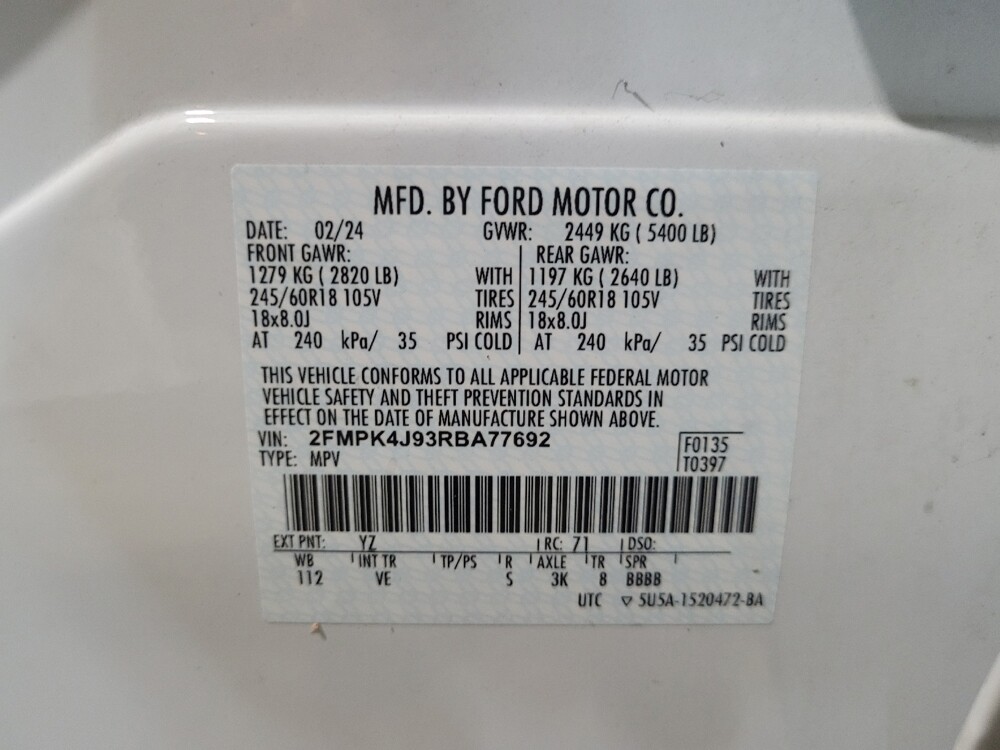 MFD. BY FORD MOTOR CO.
DATE: 02/24 GVWR: 2449 KG ( 5400 LB)
FRONT GAWR: REAR GAWR:
1279 KG ( 2820 LB) WITH 1197 KG ( 2640 LB) WITH
245/60R18 105V TIRES 245/60R18 105V TIRES
18x8.0J RIMS 18x8.0J RIMS
AT 240 kPa/ 35 PSI COLD AT 240 kPa/ 35 PSI COLD
THIS VEHICLE CONFORMS TO ALL APPLICABLE FEDERAL MOTOR
VEHICLE SAFETY AND THEFT PREVENTION STANDARDS IN
EFFECT ON THE DATE OF MANUFACTURE SHOWN ABOVE.
VIN: 2FMPK4J93RBA77692 F0135
TYPE: MPV T0397
EXT PNT: YZ RC: 71 DSO:
WB INT TR TP/PS R AXLE TR SPR
112 VE S 3K 8 BBBB
UTC ▽ 5U5A-1520472-BA